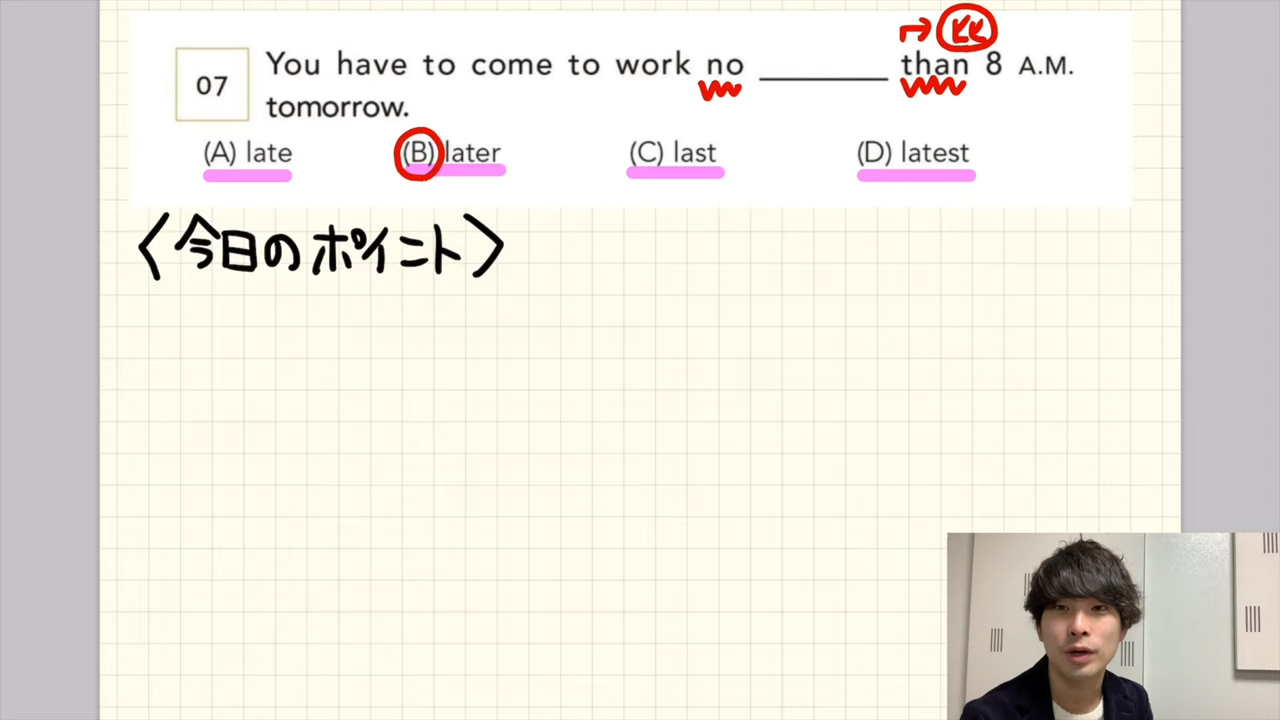 比
07
You have to come to work no ________ than 8 A.M.
tomorrow.
(A) late (B) later (C) last (D) latest
〈今日のポイント〉